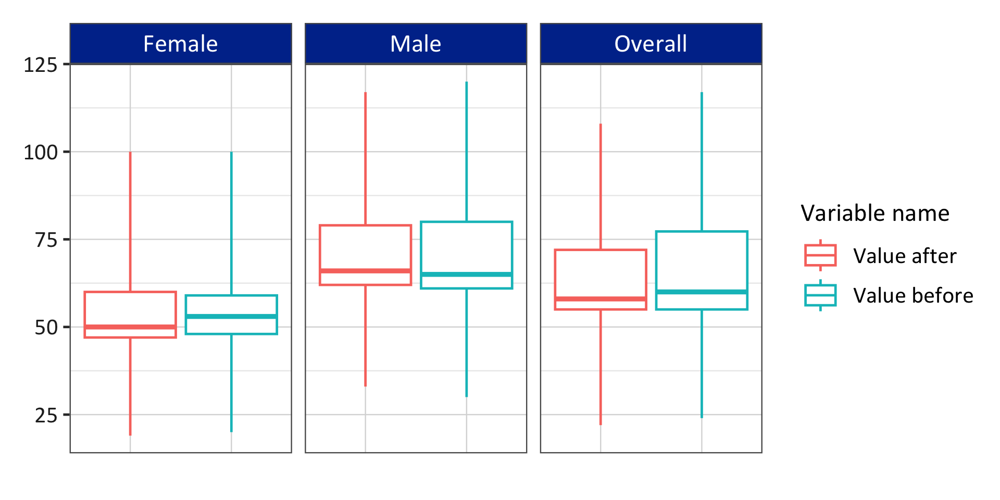 Female
Male
Overall
125
100
75
50
25
Variable name
Value after
Value before